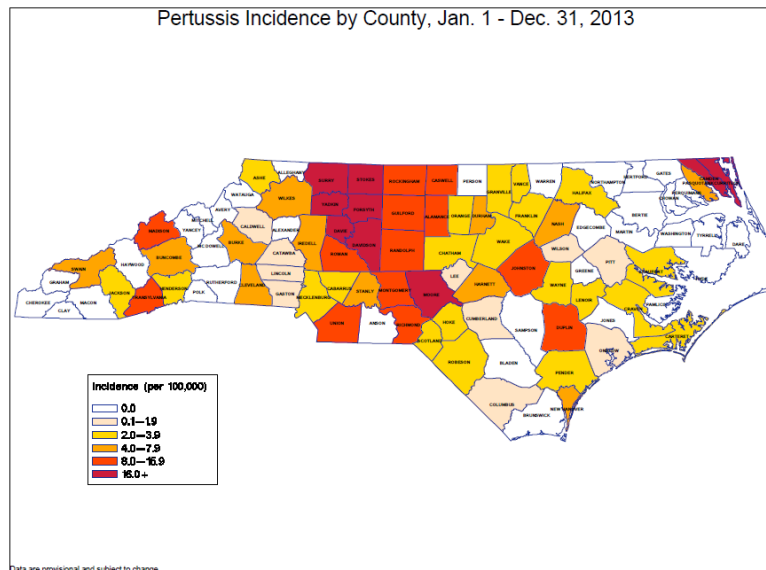 Pertussis Incidence by County, Jan. 1 - Dec. 31, 2013
ASHE
ALLEGHANY
SURRY
STOKES
ROCKINGHAM
CASWELL
PERSON
GRANVILLE
VANCE
WARREN
HALIFAX
NORTHAMPTON
HERTFORD
GATES
CAMDEN
PASQUOTANK
PERQUIMANS
CHOWAN
WATAUGA
WILKES
YADKIN
FORSYTH
GUILFORD
ALAMANCE
ORANGE
DURHAM
FRANKLIN
NASH
EDGECOMBE
BERTIE
MARTIN
WASHINGTON
TYRRELL
DARE
AVERY
MITCHELL
YANCEY
MADISON
CALDWELL
ALEXANDER
IREDELL
DAVIE
DAVIDSON
RANDOLPH
CHATHAM
WAKE
WILSON
PITT
MCDOWELL
BURKE
CATAWBA
ROWAN
BUNCOMBE
HAYWOOD
SWAIN
GRAHAM
CHEROKEE
CLAY
MACON
JACKSON
TRANSYLVANIA
HENDERSON
POLK
RUTHERFORD
CLEVELAND
LINCOLN
GASTON
MECKLENBURG
CABARRUS
STANLY
MONTGOMERY
MOORE
LEE
HARNETT
JOHNSTON
WAYNE
GREENE
LENOIR
CRAVEN
PAMLICO
JONES
CARTERET
UNION
ANSON
RICHMOND
SCOTLAND
HOKE
CUMBERLAND
SAMPSON
DUPLIN
ONSLOW
ROBESON
BLADEN
PENDER
COLUMBUS
BRUNSWICK
NEW HANOVER
Incidence (per 100,000)
0.0
0.1—1.9
2.0—3.9
4.0—7.9
8.0—15.9
16.0+
Data are provisional and subject to change